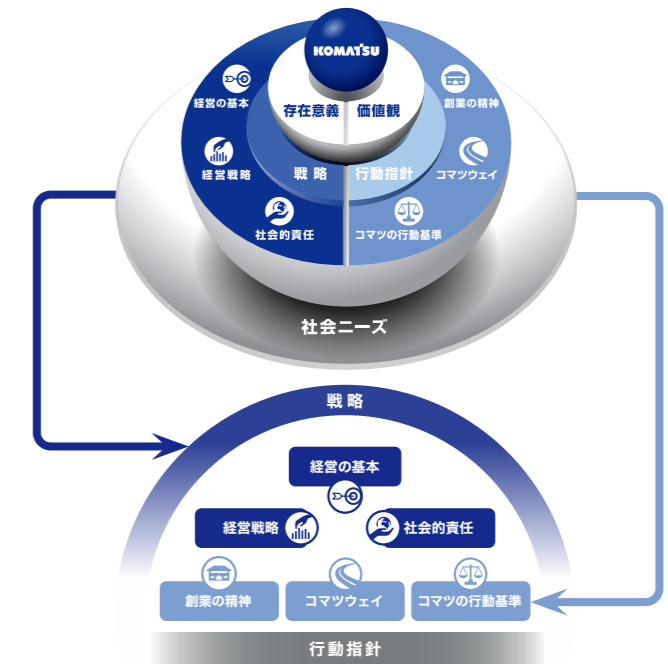 KOMATSU
存在意義
価値観
経営の基本
創業の精神
戦略
行動指針
経営戦略
コマツウェイ
社会的責任
コマツの行動基準
社会ニーズ
戦略
経営の基本
経営戦略
社会的責任
創業の精神
コマツウェイ
コマツの行動基準
行動指針